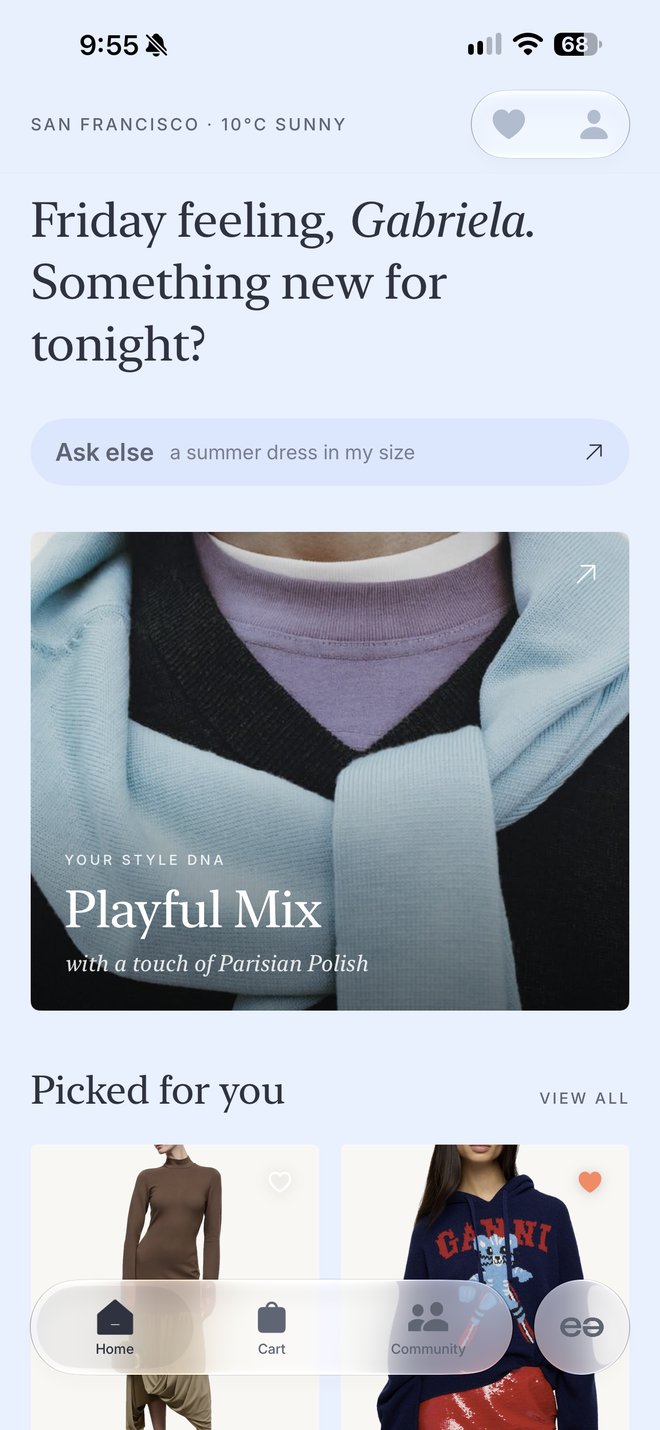 9:55
68
SAN FRANCISCO · 10°C SUNNY
Friday feeling, Gabriela.
Something new for
tonight?
Ask else a summer dress in my size
YOUR STYLE DNA
Playful Mix
with a touch of Parisian Polish
Picked for you
VIEW ALL
GANNI
Home
Cart
Community
eə